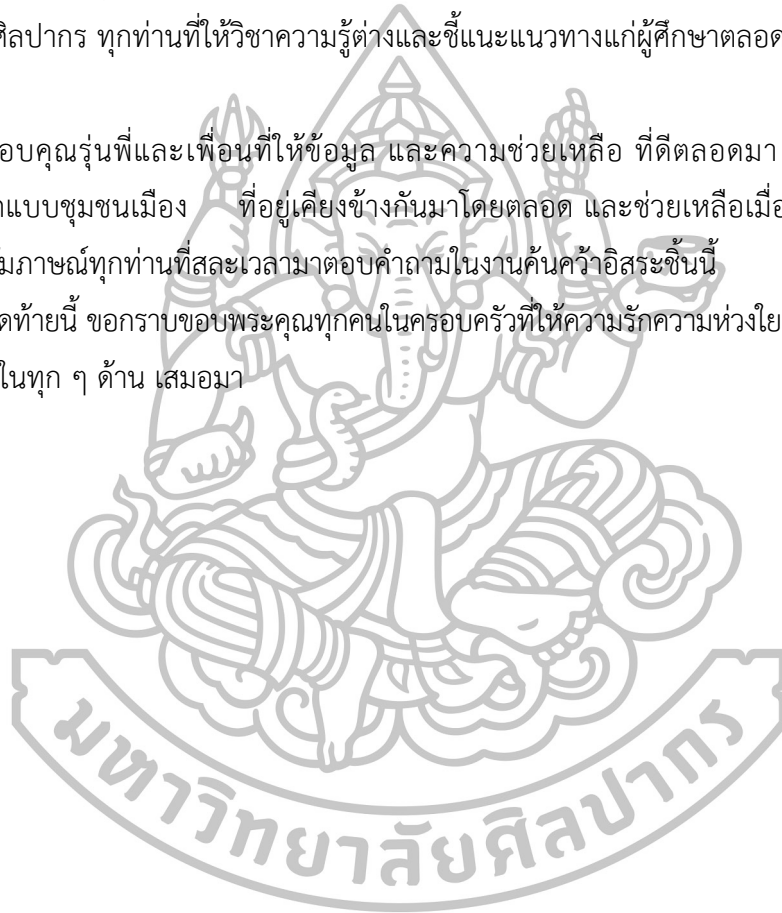 ศิลปากร ทุกท่านที่ให้วิชาความรู้ต่างและชี้แนะแนวทางแก่ผู้ศึกษาตลอด
อบคุณรุ่นพี่และเพื่อนที่ให้ข้อมูล และความช่วยเหลือ ที่ดีตลอดมา
แบบชุมชนเมือง ที่อยู่เคียงข้างกันมาโดยตลอด และช่วยเหลือเมื่อ
ัมภาษณ์ทุกท่านที่สละเวลามาตอบคำถามในงานค้นคว้าอิสระชิ้นนี้
ดท้ายนี้ ขอกราบขอบพระคุณทุกคนในครอบครัวที่ให้ความรักความห่วงใย
ในทุก ๆ ด้าน เสมอมา
มหาวิทยาลัยศิลปากร